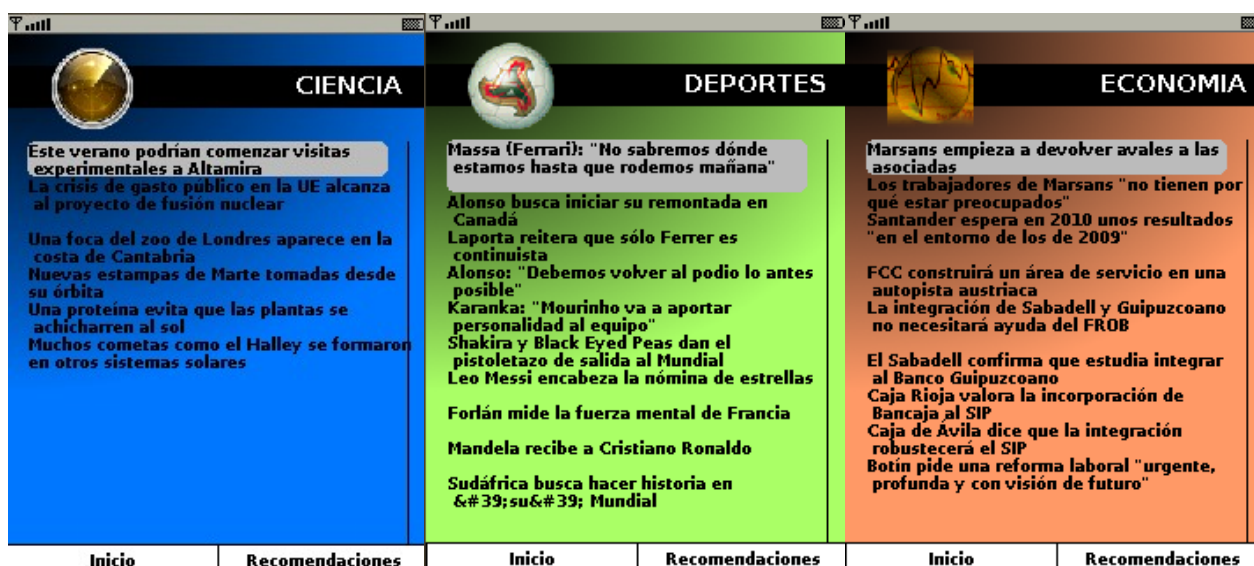 CIENCIA
Este verano podrían comenzar visitas
experimentales a Altamira
La crisis de gasto público en la UE alcanza
al proyecto de fusión nuclear
Una foca del zoo de Londres aparece en la
costa de Cantabria
Nuevas estampas de Marte tomadas desde
su órbita
Una proteína evita que las plantas se
achicharren al sol
Muchos cometas como el Halley se formaron
en otros sistemas solares
Inicio
Recomendaciones
DEPORTES
Massa (Ferrari): "No sabremos dónde
estamos hasta que rodemos mañana"
Alonso busca iniciar su remontada en
Canadá
Laporta reitera que sólo Ferrer es
continuista
Alonso: "Debemos volver al podio lo antes
posible"
Karanka: "Mourinho va a aportar
personalidad al equipo"
Shakira y Black Eyed Peas dan el
pistoletazo de salida al Mundial
Leo Messi encabeza la nómina de estrellas
Forlán mide la fuerza mental de Francia
Mandela recibe a Cristiano Ronaldo
Sudáfrica busca hacer historia en
&#39;su&#39; Mundial
Inicio
Recomendaciones
ECONOMIA
Marsans empieza a devolver avales a las
asociadas
Los trabajadores de Marsans "no tienen por
qué estar preocupados"
Santander espera en 2010 unos resultados
"en el entorno de los de 2009"
FCC construirá un área de servicio en una
autopista austriaca
La integración de Sabadell y Guipuzcoano
no necesitará ayuda del FROB
El Sabadell confirma que estudia integrar
al Banco Guipuzcoano
Caja Rioja valora la incorporación de
Bancaja al SIP
Caja de Ávila dice que la integración
robustecerá el SIP
Botín pide una reforma laboral "urgente,
profunda y con visión de futuro"
Inicio
Recomendaciones